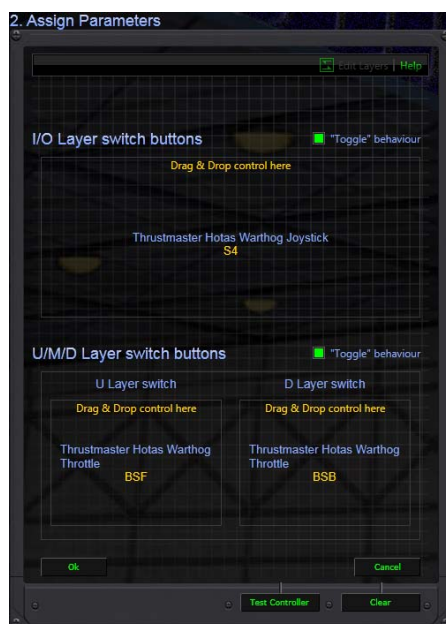 2. Assign Parameters
Edit Layers | Help
I/O Layer switch buttons
"Toggle" behaviour
Drag & Drop control here
Thrustmaster Hotas Warthog Joystick
S4
U/M/D Layer switch buttons
"Toggle" behaviour
U Layer switch
D Layer switch
Drag & Drop control here
Drag & Drop control here
Thrustmaster Hotas Warthog
Throttle
BSF
Thrustmaster Hotas Warthog
Throttle
BSB
Ok
Cancel
Test Controller
Clear